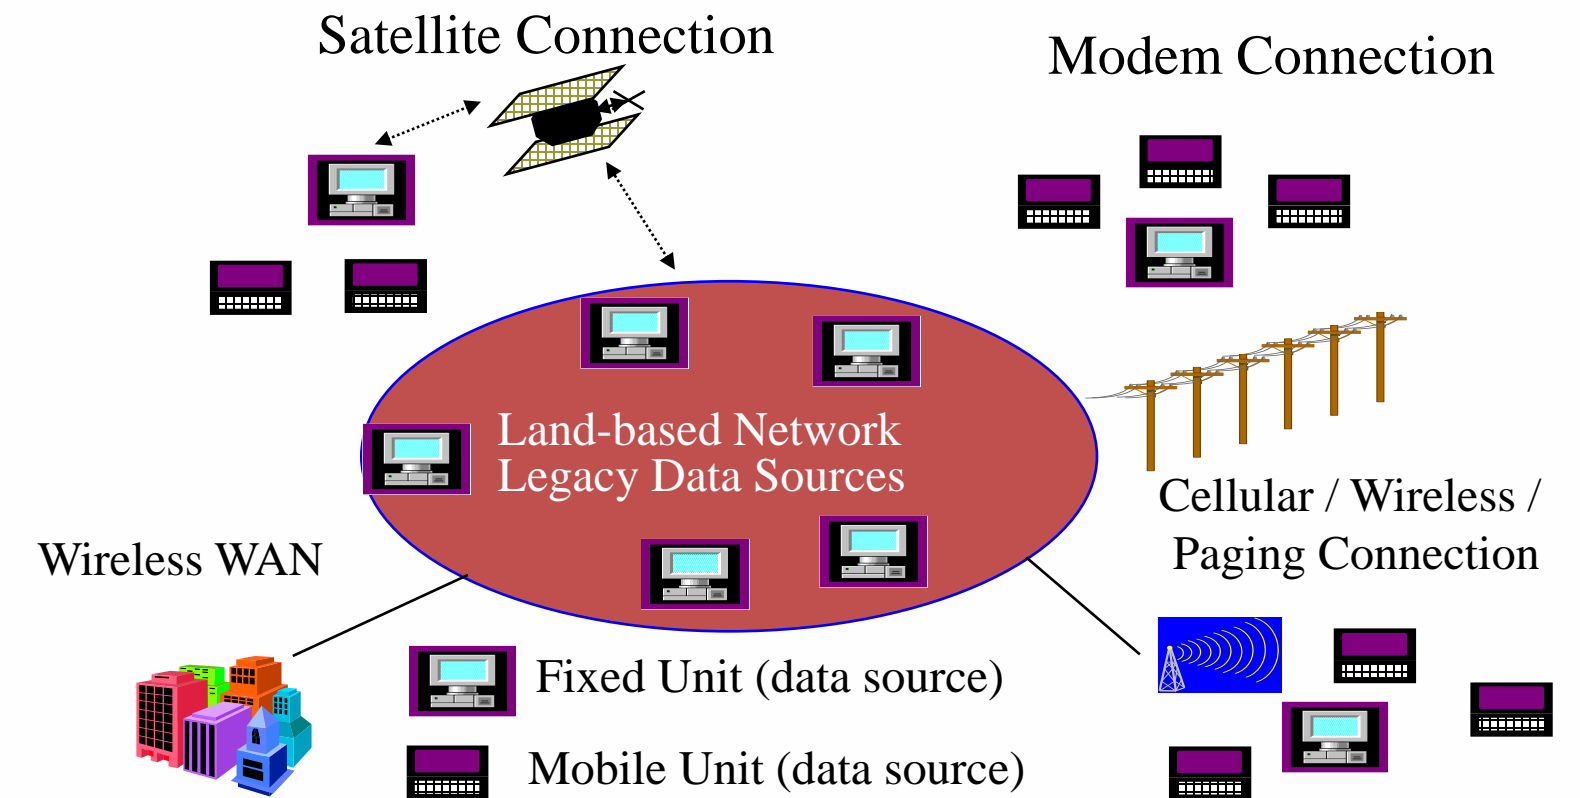 Satellite Connection
Modem Connection
Land-based Network
Legacy Data Sources
Cellular / Wireless /
Paging Connection
Wireless WAN
Fixed Unit (data source)
Mobile Unit (data source)